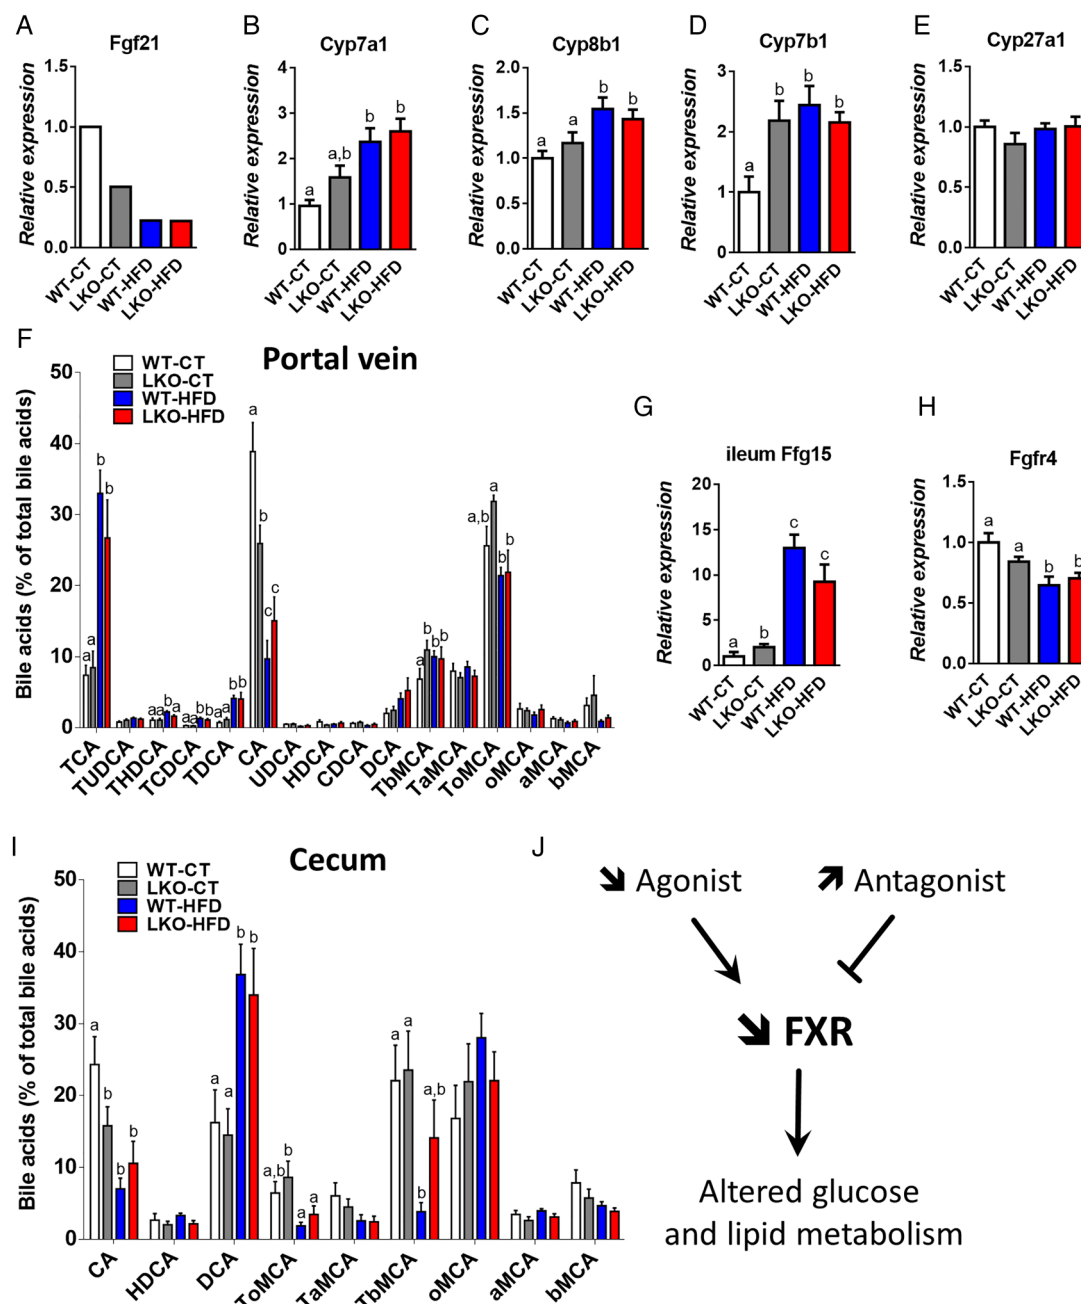 A
Fgf21
Relative expression
1.5
1.0
0.5
0.0
WT-CT
LKO-CT
WT-HFD
LKO-HFD
B
Cyp7a1
Relative expression
4
3
2
1
0
a
a,b
b
b
WT-CT
LKO-CT
WT-HFD
LKO-HFD
C
Cyp8b1
Relative expression
2.0
1.5
1.0
0.5
0.0
a
a
b
b
WT-CT
LKO-CT
WT-HFD
LKO-HFD
D
Cyp7b1
Relative expression
3
2
1
0
a
b
b
b
WT-CT
LKO-CT
WT-HFD
LKO-HFD
E
Cyp27a1
Relative expression
1.5
1.0
0.5
0.0
WT-CT
LKO-CT
WT-HFD
LKO-HFD
F
Portal vein
WT-CT
LKO-CT
WT-HFD
LKO-HFD
Bile acids (% of total bile acids)
50
40
30
20
10
0
a
a
b
b
a
a
b
a
a
a
b
b
a
a
b
b
a
b
c
c
a
b
b
b
a,b
a
b
b
TCA
TUDCA
THDCA
TCDCA
TDCA
CA
UDCA
HDCA
CDCA
DCA
TbMCA
TaMCA
ToMCA
oMCA
aMCA
bMCA
G
ileum Ffg15
Relative expression
20
15
10
5
0
a
b
c
c
WT-CT
LKO-CT
WT-HFD
LKO-HFD
H
Fgfr4
Relative expression
1.5
1.0
0.5
0.0
a
a
b
b
WT-CT
LKO-CT
WT-HFD
LKO-HFD
I
Cecum
WT-CT
LKO-CT
WT-HFD
LKO-HFD
Bile acids (% of total bile acids)
50
40
30
20
10
0
a
b
b
b
a
a
b
b
a,b
b
a
a
a
a
b
a,b
CA
HDCA
DCA
ToMCA
TaMCA
TbMCA
oMCA
aMCA
bMCA
J
Agonist
Antagonist
FXR
Altered glucose
and lipid metabolism